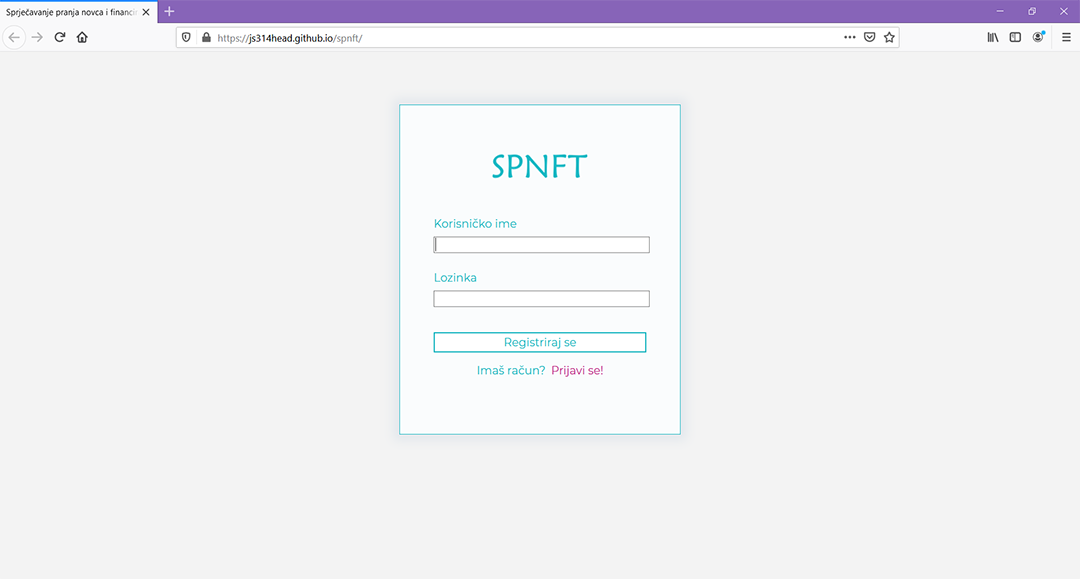 Sprječavanje pranja novca i financi
https://js314head.github.io/spnft/
SPNFT
Korisničko ime
Lozinka
Registriraj se
Imaš račun? Prijavi se!